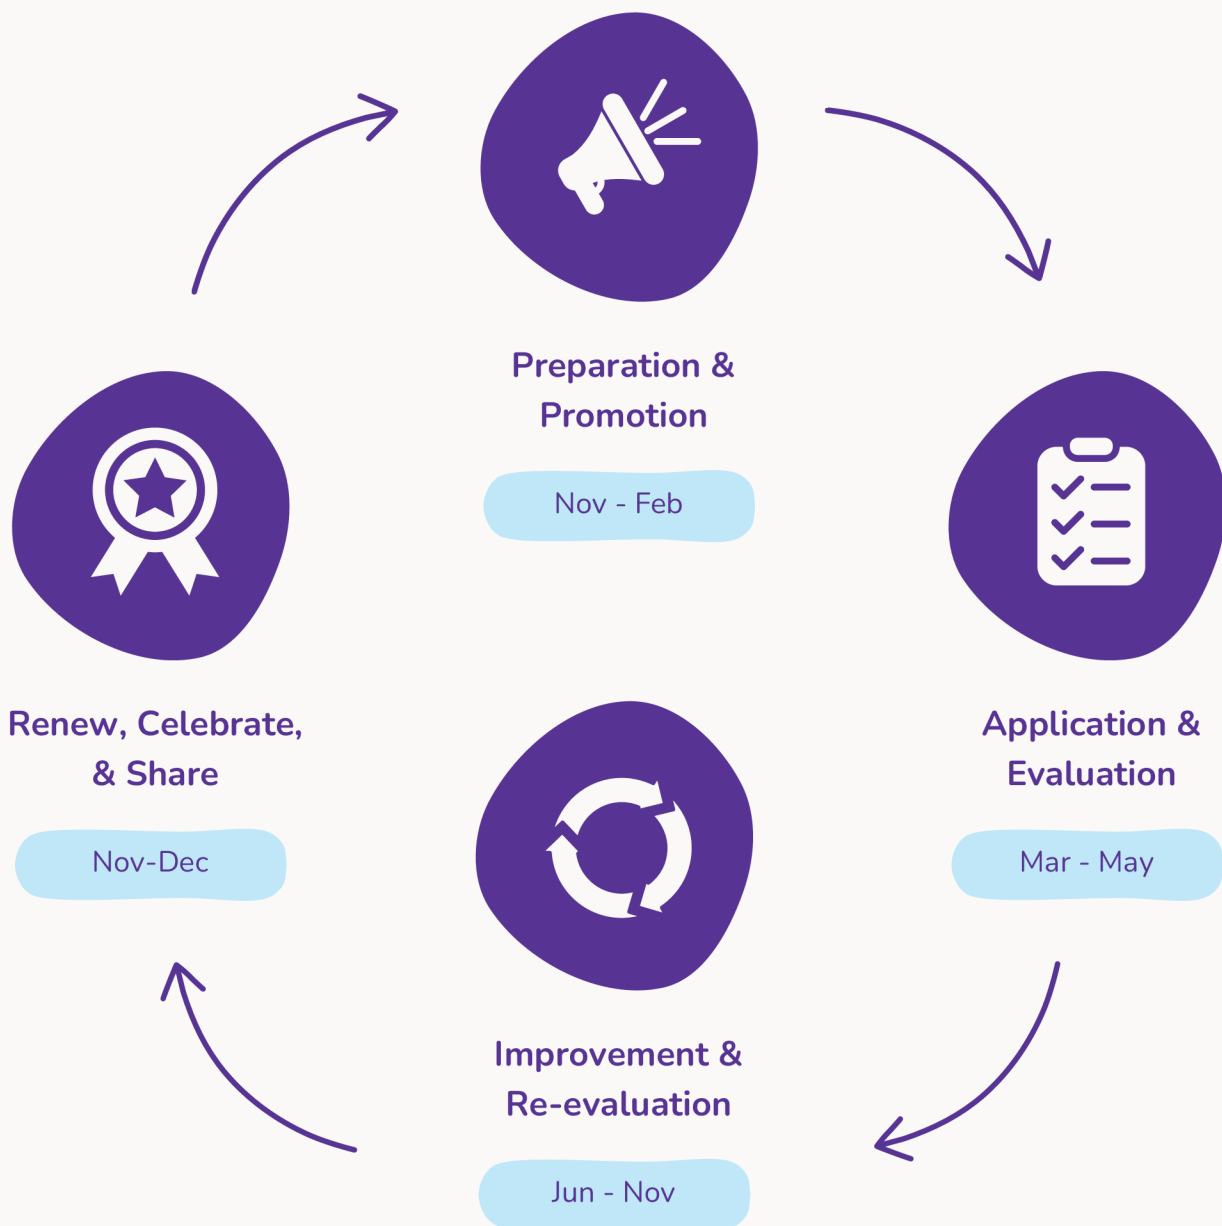 Preparation &
Promotion
Nov - Feb
Application &
Evaluation
Mar - May
Improvement &
Re-evaluation
Jun - Nov
Renew, Celebrate,
& Share
Nov-Dec